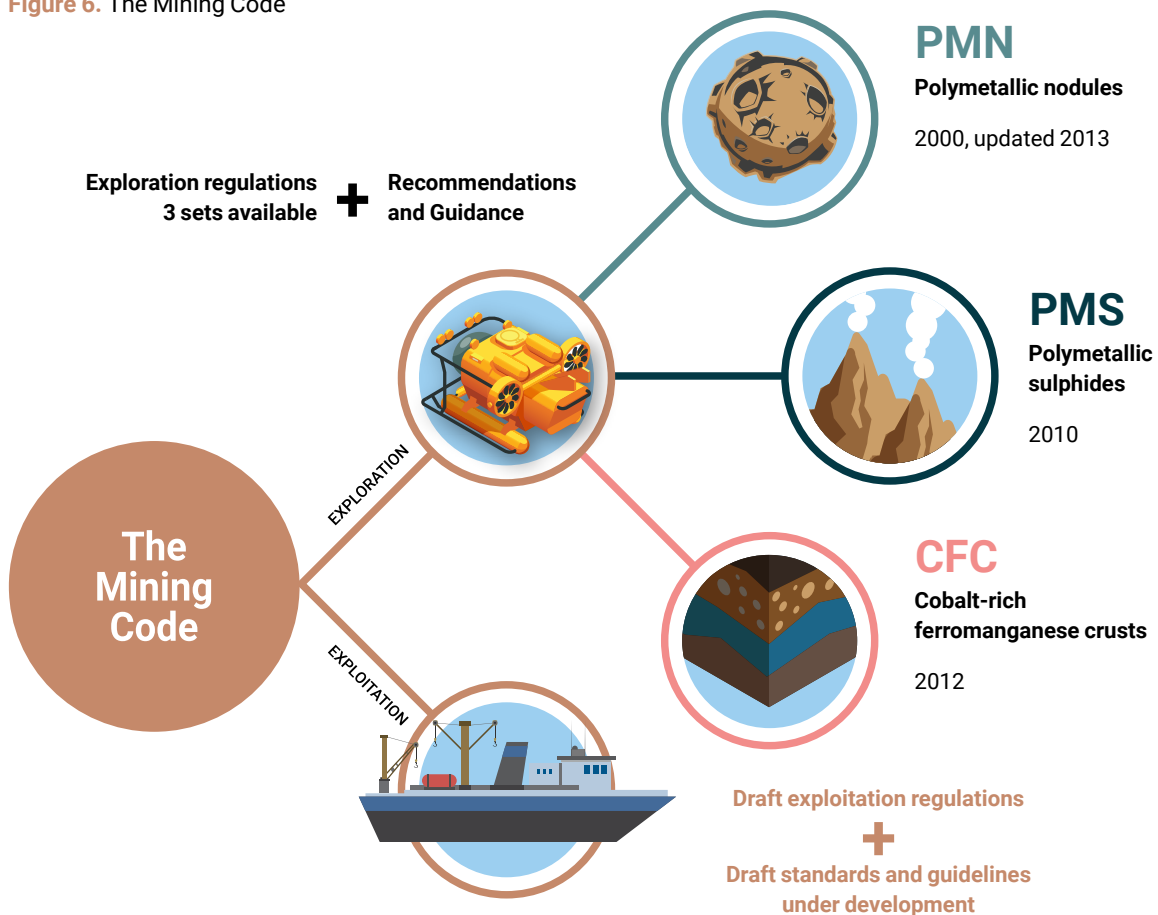 Figure 6. The Mining Code
PMN
Polymetallic nodules
2000, updated 2013
Exploration regulations
3 sets available
+
Recommendations
and Guidance
PMS
Polymetallic
sulphides
2010
EXPLORATION
The
Mining
Code
EXPLOITATION
CFC
Cobalt-rich
ferromanganese crusts
2012
Draft exploitation regulations
+
Draft standards and guidelines
under development